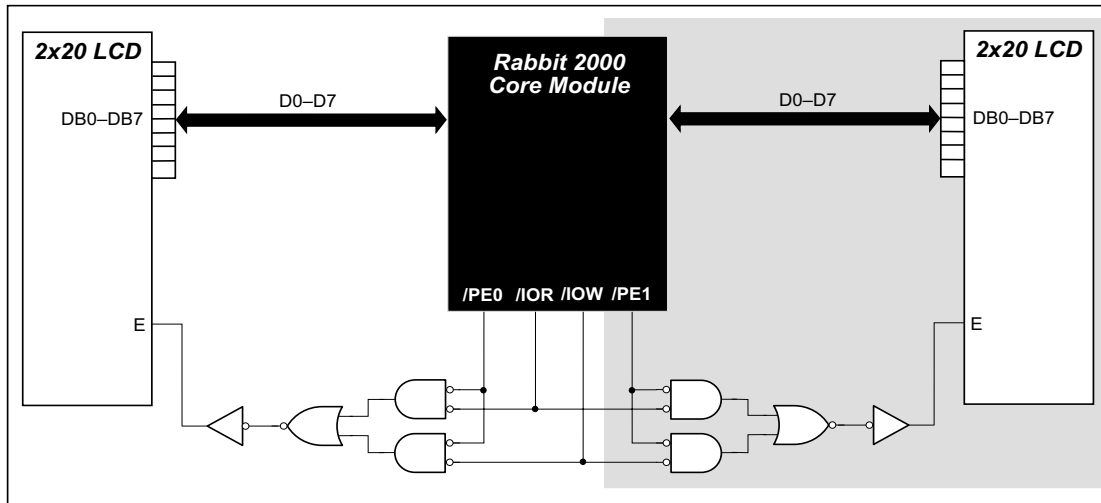 2x20 LCD
DB0–DB7
E
D0–D7
Rabbit 2000
Core Module
/PE0 /IOR /IOW /PE1
D0–D7
2x20 LCD
DB0–DB7
E